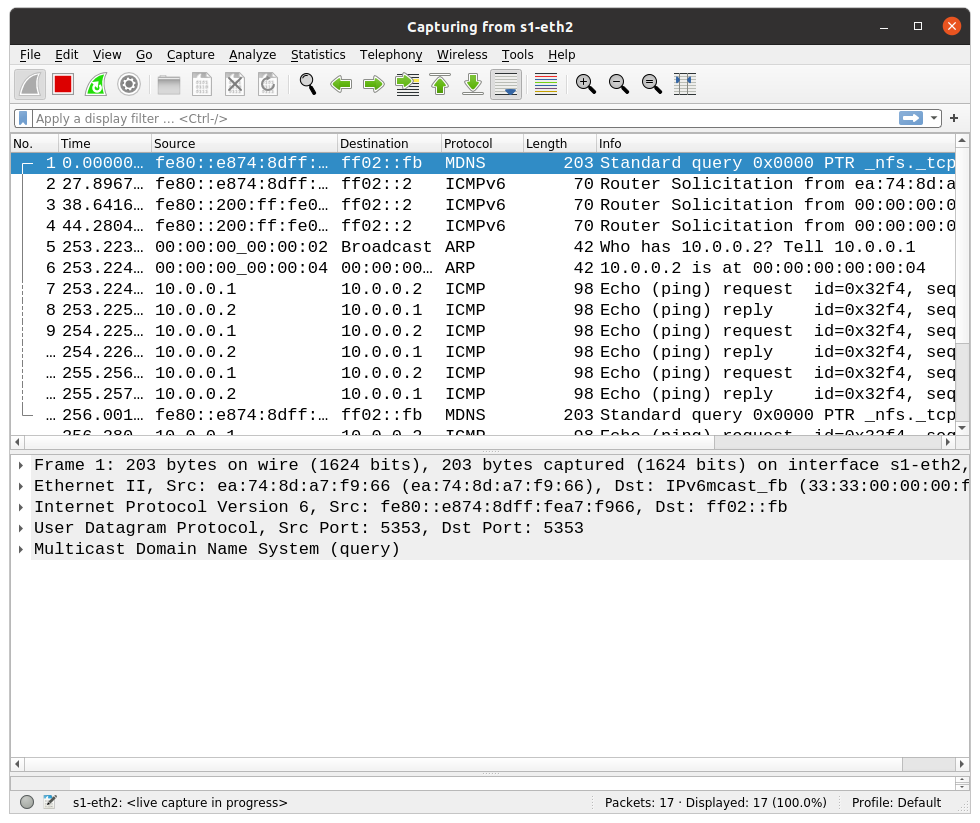 Capturing from s1-eth2
File Edit View Go Capture Analyze Statistics Telephony Wireless Tools Help
Apply a display filter ... <Ctrl-/>
No. Time Source Destination Protocol Length Info
1 0.00000… fe80::e874:8dff:… ff02::fb MDNS 203 Standard query 0x0000 PTR _nfs._tcp
2 27.8967… fe80::e874:8dff:… ff02::2 ICMPv6 70 Router Solicitation from ea:74:8d:a
3 38.6416… fe80::200:ff:fe0… ff02::2 ICMPv6 70 Router Solicitation from 00:00:00:0
4 44.2804… fe80::200:ff:fe0… ff02::2 ICMPv6 70 Router Solicitation from 00:00:00:0
5 253.223… 00:00:00_00:00:02 Broadcast ARP 42 Who has 10.0.0.2? Tell 10.0.0.1
6 253.224… 00:00:00_00:00:04 00:00:00… ARP 42 10.0.0.2 is at 00:00:00:00:00:04
7 253.224… 10.0.0.1 10.0.0.2 ICMP 98 Echo (ping) request id=0x32f4, seq
8 253.225… 10.0.0.2 10.0.0.1 ICMP 98 Echo (ping) reply id=0x32f4, seq
9 254.225… 10.0.0.1 10.0.0.2 ICMP 98 Echo (ping) request id=0x32f4, seq
… 254.226… 10.0.0.2 10.0.0.1 ICMP 98 Echo (ping) reply id=0x32f4, seq
… 255.256… 10.0.0.1 10.0.0.2 ICMP 98 Echo (ping) request id=0x32f4, seq
… 255.257… 10.0.0.2 10.0.0.1 ICMP 98 Echo (ping) reply id=0x32f4, seq
… 256.001… fe80::e874:8dff:… ff02::fb MDNS 203 Standard query 0x0000 PTR _nfs._tcp
Frame 1: 203 bytes on wire (1624 bits), 203 bytes captured (1624 bits) on interface s1-eth2,
Ethernet II, Src: ea:74:8d:a7:f9:66 (ea:74:8d:a7:f9:66), Dst: IPv6mcast_fb (33:33:00:00:00:f
Internet Protocol Version 6, Src: fe80::e874:8dff:fea7:f966, Dst: ff02::fb
User Datagram Protocol, Src Port: 5353, Dst Port: 5353
Multicast Domain Name System (query)
s1-eth2: <live capture in progress> Packets: 17 · Displayed: 17 (100.0%) Profile: Default